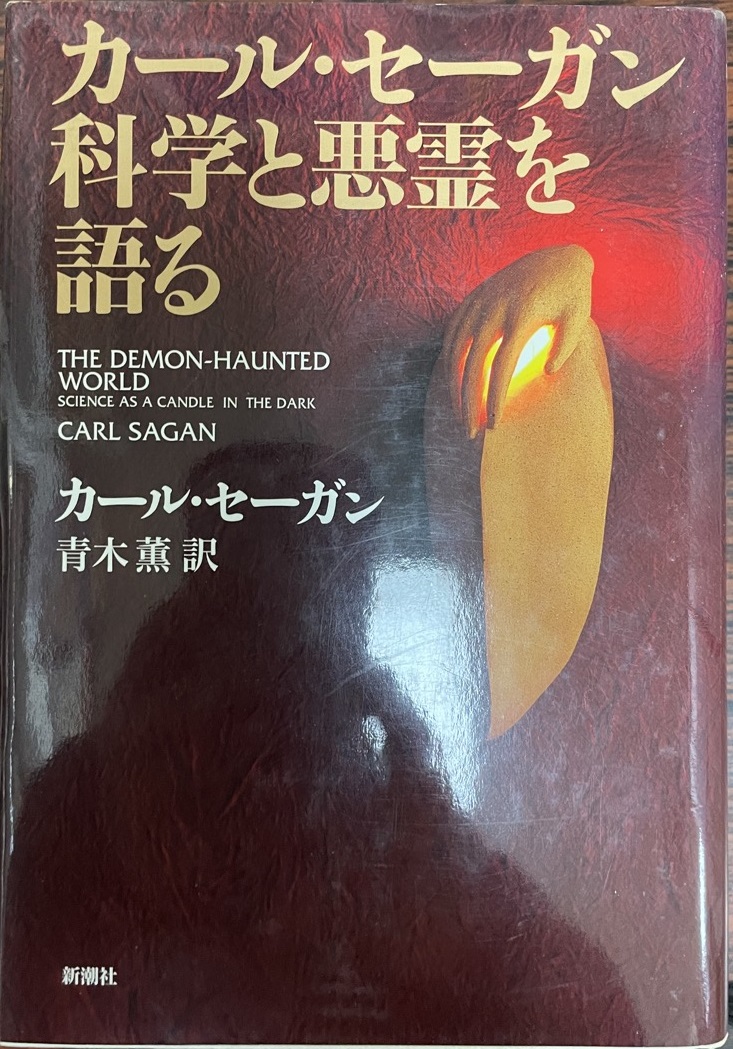 カール・セーガン
科学と悪霊を
語る
THE DEMON-HAUNTED
WORLD
SCIENCE AS A CANDLE IN THE DARK
CARL SAGAN
カール・セーガン
青木薫 訳
新潮社